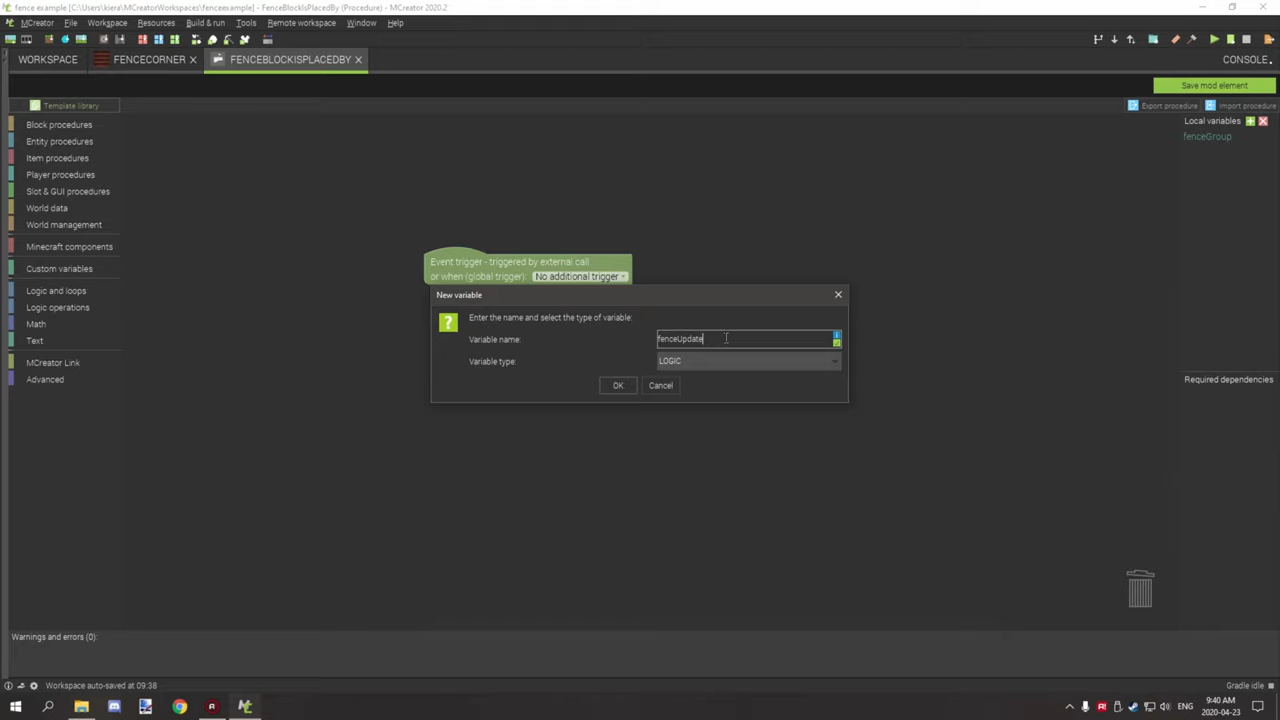 fence example [C:\Users\kiera\MCreatorWorkspaces\fenceexample] - FenceBlockIsPlacedBy (Procedure) - MCreator 2020.2
MCreator File Workspace Resources Build & run Tools Remote workspace Window Help
WORKSPACE FENCECORNER FENCEBLOCKISPLACEDBY CONSOLE
Save mod element
Template library Export procedure Import procedure
Block procedures
Entity procedures
Item procedures
Player procedures
Slot & GUI procedures
World data
World management
Minecraft components
Custom variables
Logic and loops
Logic operations
Math
Text
MCreator Link
Advanced
Local variables
fenceGroup
Event trigger - triggered by external call
or when (global trigger): No additional trigger
New variable
Enter the name and select the type of variable:
Variable name: fenceUpdate
Variable type: LOGIC
OK Cancel
Required dependencies
Warnings and errors (0):
Workspace auto-saved at 09:38 Gradle idle
ENG
9:40 AM
2020-04-23